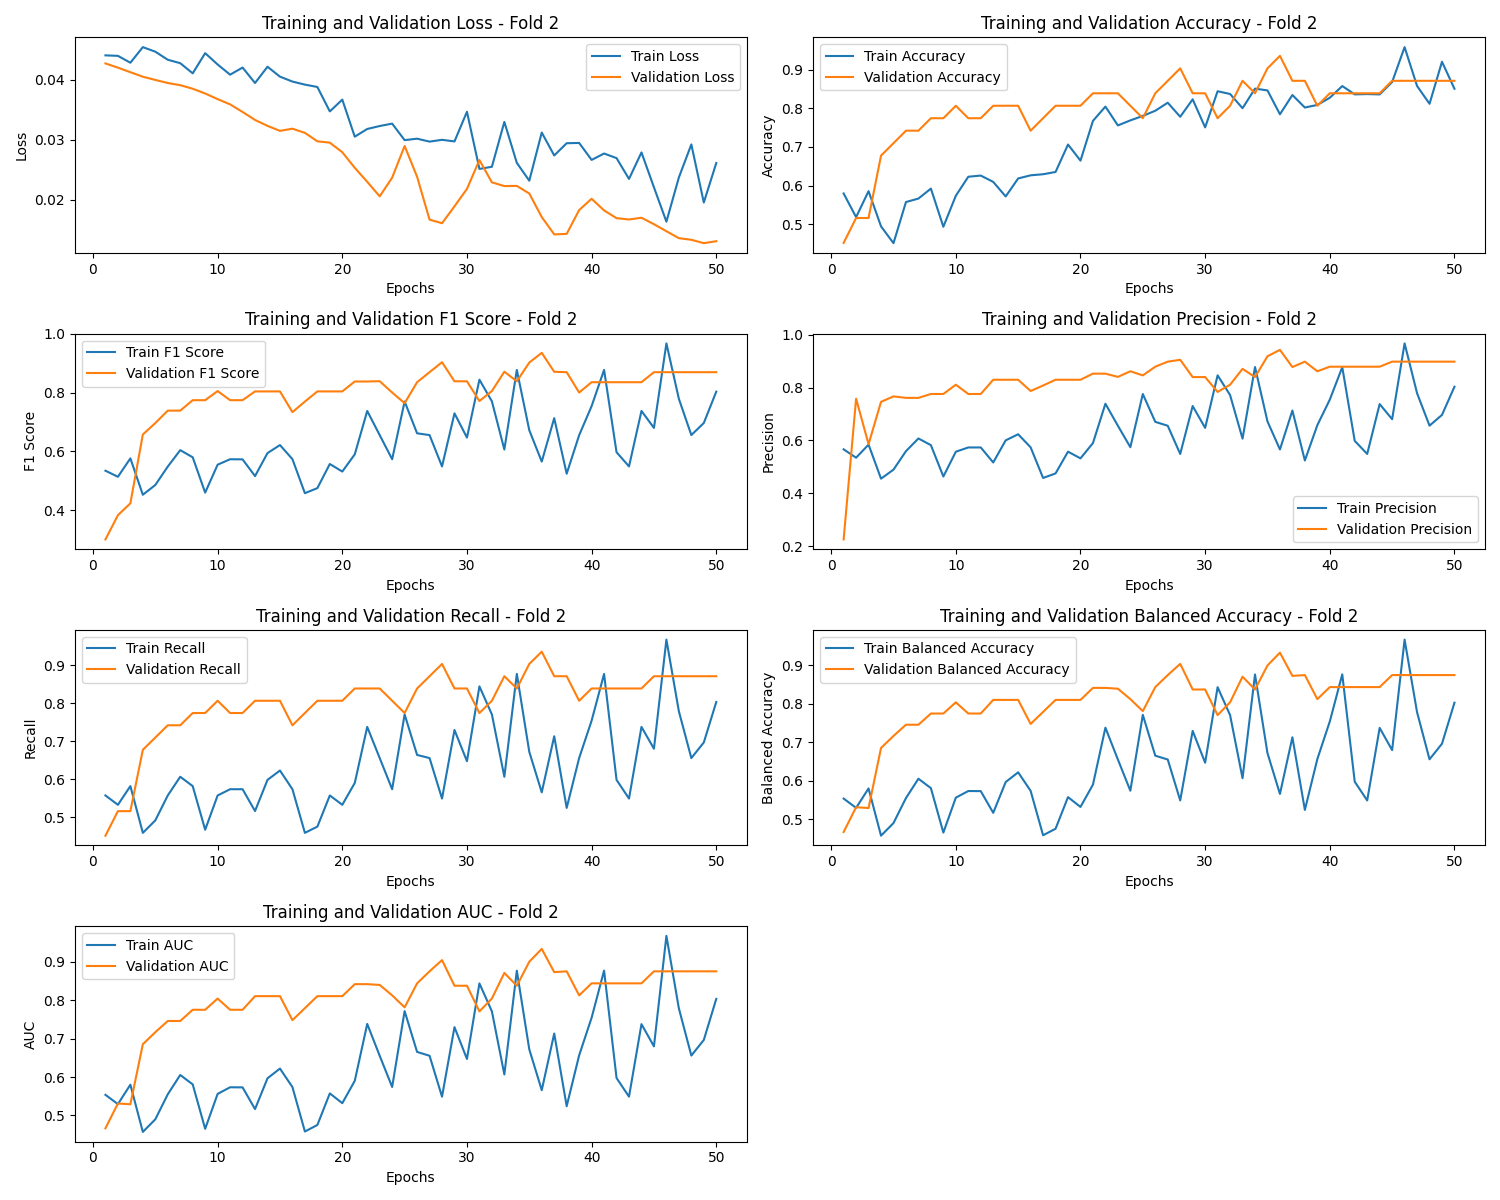 Training and Validation Loss - Fold 2
Loss
0.04
0.03
0.02
Train Loss
Validation Loss
0 10 20 30 40 50
Epochs
Training and Validation Accuracy - Fold 2
Accuracy
0.9
0.8
0.7
0.6
0.5
Train Accuracy
Validation Accuracy
0 10 20 30 40 50
Epochs
Training and Validation F1 Score - Fold 2
F1 Score
1.0
0.8
0.6
0.4
Train F1 Score
Validation F1 Score
0 10 20 30 40 50
Epochs
Training and Validation Precision - Fold 2
Precision
1.0
0.8
0.6
0.4
0.2
Train Precision
Validation Precision
0 10 20 30 40 50
Epochs
Training and Validation Recall - Fold 2
Recall
0.9
0.8
0.7
0.6
0.5
Train Recall
Validation Recall
0 10 20 30 40 50
Epochs
Training and Validation Balanced Accuracy - Fold 2
Balanced Accuracy
0.9
0.8
0.7
0.6
0.5
Train Balanced Accuracy
Validation Balanced Accuracy
0 10 20 30 40 50
Epochs
Training and Validation AUC - Fold 2
AUC
0.9
0.8
0.7
0.6
0.5
Train AUC
Validation AUC
0 10 20 30 40 50
Epochs